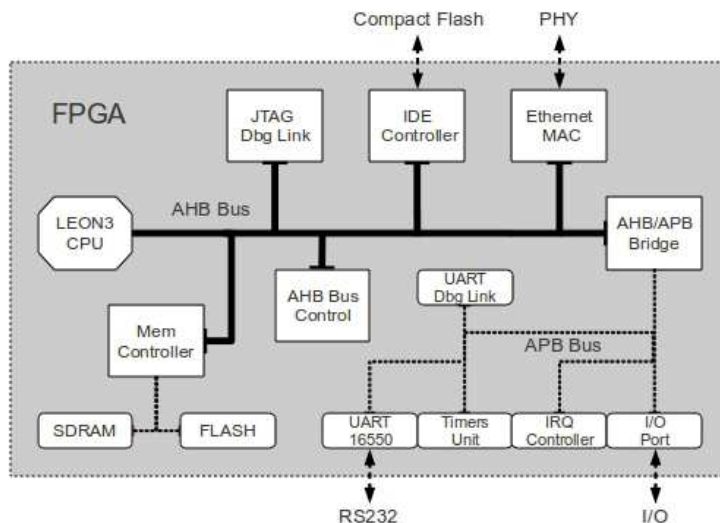 Compact Flash
PHY
FPGA
JTAG
Dbg Link
IDE
Controller
Ethernet
MAC
AHB Bus
LEON3
CPU
AHB/APB
Bridge
AHB Bus
Control
UART
Dbg Link
Mem
Controller
APB Bus
SDRAM
FLASH
UART
16550
Timers
Unit
IRQ
Controller
I/O
Port
RS232
I/O